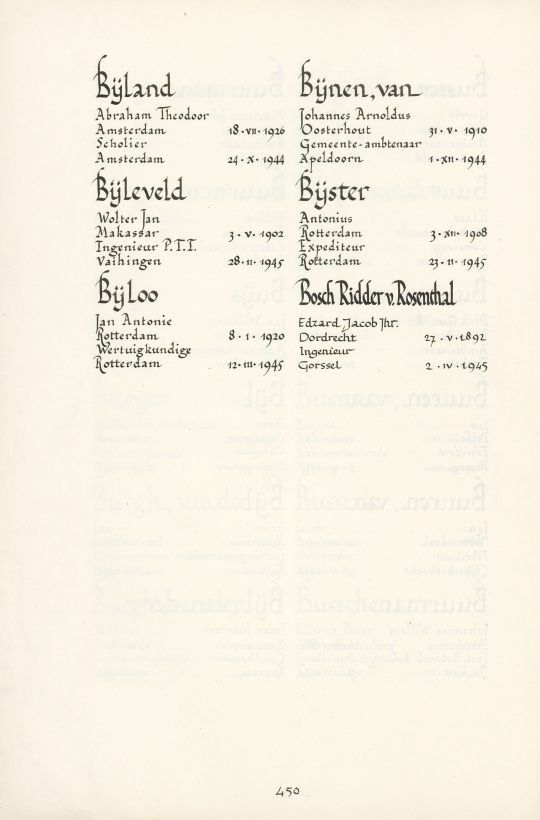 Bijland
Abraham Theodoor
Amsterdam 18·VII·1926
Scholier
Amsterdam 24·X·1944
Bijleveld
Wolter Jan
Makassar 3·V·1902
Ingenieur P.T.T.
Vaihingen 28·II·1945
Bijloo
Jan Antonie
Rotterdam 8·I·1920
Wertuigkundige
Rotterdam 12·III·1945
Bijnen, van
Johannes Arnoldus
Oosterhout 31·V·1910
Gemeente-ambtenaar
Apeldoorn 1·XII·1944
Bijster
Antonius
Rotterdam 3·XII·1908
Expediteur
Rotterdam 23·II·1945
Bosch Ridder v. Rosenthal
Edzard Jacob Jhr.
Dordrecht 27·V·1892
Ingenieur
Gorssel 2·IV·1945
450